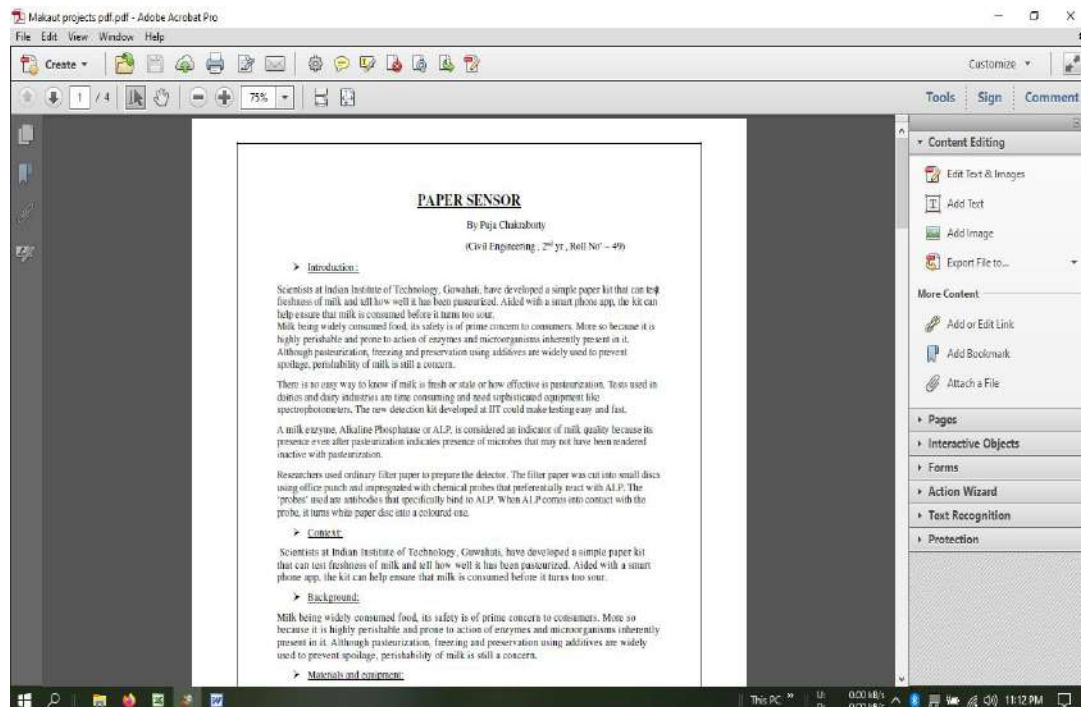 Makaut projects pdf.pdf - Adobe Acrobat Pro
File Edit View Window Help
Create
Customize
1 / 4
75%
Tools Sign Comment
PAPER SENSOR
By Puja Chakraborty
(Civil Engineering , 2nd yr , Roll No' – 49)
➤ Introduction :
Scientists at Indian Institute of Technology, Guwahati, have developed a simple paper kit that can test
freshness of milk and tell how well it has been pasteurized. Aided with a smart phone app, the kit can
help ensure that milk is consumed before it turns too sour.
Milk being widely consumed food, its safety is of prime concern to consumers. More so because it is
highly perishable and prone to action of enzymes and microorganisms inherently present in it.
Although pasteurization, freezing and preservation using additives are widely used to prevent
spoilage, perishability of milk is still a concern.
There is no easy way to know if milk is fresh or stale or how effective is pasteurization. Tests used in
dairies and dairy industries are time consuming and need sophisticated equipment like
spectrophotometers. The new detection kit developed at IIT could make testing easy and fast.
A milk enzyme, Alkaline Phosphatase or ALP, is considered an indicator of milk quality because its
presence even after pasteurization indicates presence of microbes that may not have been rendered
inactive with pasteurization.
Researchers used ordinary filter paper to prepare the detector. The filter paper was cut into small discs
using office punch and impregnated with chemical probes that preferentially react with ALP. The
'probes' used are antibodies that specifically bind to ALP. When ALP comes into contact with the
probe, it turns white paper disc into a coloured one.
➤ Context:
Scientists at Indian Institute of Technology, Guwahati, have developed a simple paper kit
that can test freshness of milk and tell how well it has been pasteurized. Aided with a smart
phone app, the kit can help ensure that milk is consumed before it turns too sour.
➤ Background:
Milk being widely consumed food, its safety is of prime concern to consumers. More so
because it is highly perishable and prone to action of enzymes and microorganisms inherently
present in it. Although pasteurization, freezing and preservation using additives are widely
used to prevent spoilage, perishability of milk is still a concern.
➤ Materials and equipment:
Content Editing
Edit Text & Images
Add Text
Add Image
Export File to...
More Content
Add or Edit Link
Add Bookmark
Attach a File
Pages
Interactive Objects
Forms
Action Wizard
Text Recognition
Protection
This PC
U: 0.00 kB/s
11:12 PM